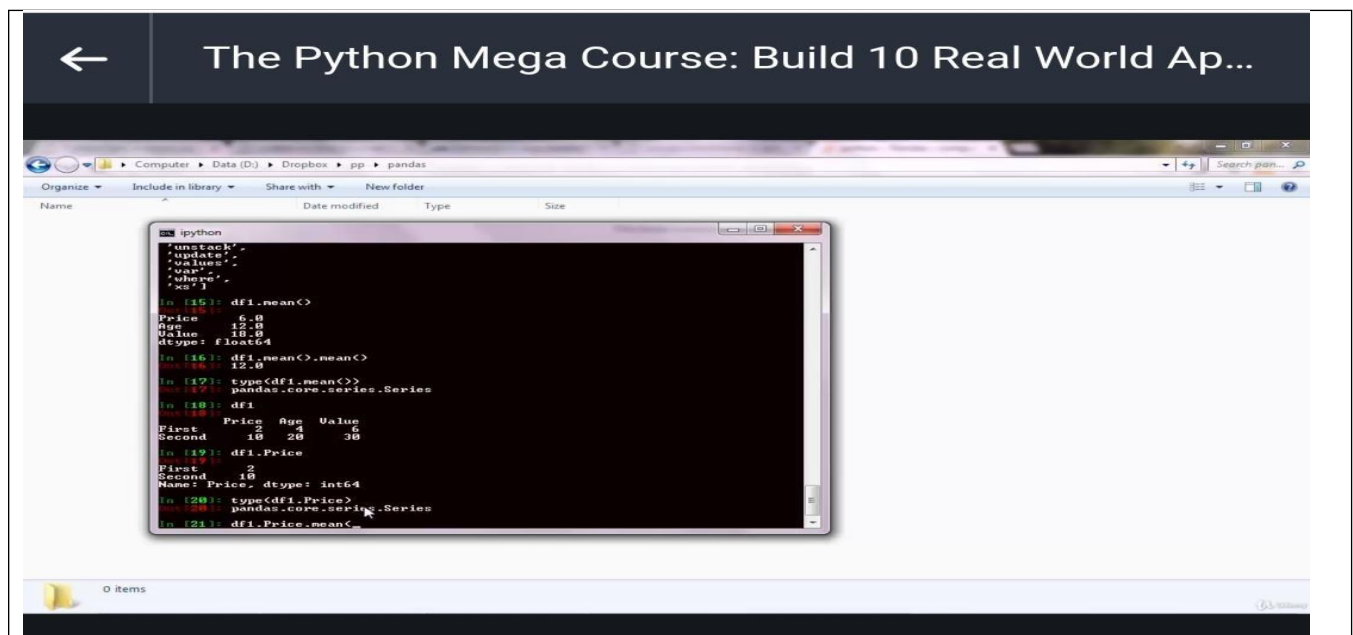 The Python Mega Course: Build 10 Real World Ap...
Computer ▸ Data (D:) ▸ Dropbox ▸ pp ▸ pandas
Search pan...
Organize
Include in library
Share with
New folder
Name
Date modified
Type
Size
ipython
'unstack',
'update',
'values',
'var',
'where',
'xs']
In [15]: df1.mean()
Out[15]:
Price 6.0
Age 12.0
Value 18.0
dtype: float64
In [16]: df1.mean().mean()
Out[16]: 12.0
In [17]: type(df1.mean())
Out[17]: pandas.core.series.Series
In [18]: df1
Out[18]:
Price Age Value
First 2 4 6
Second 10 20 30
In [19]: df1.Price
Out[19]:
First 2
Second 10
Name: Price, dtype: int64
In [20]: type(df1.Price)
Out[20]: pandas.core.series.Series
In [21]: df1.Price.mean(_
0 items